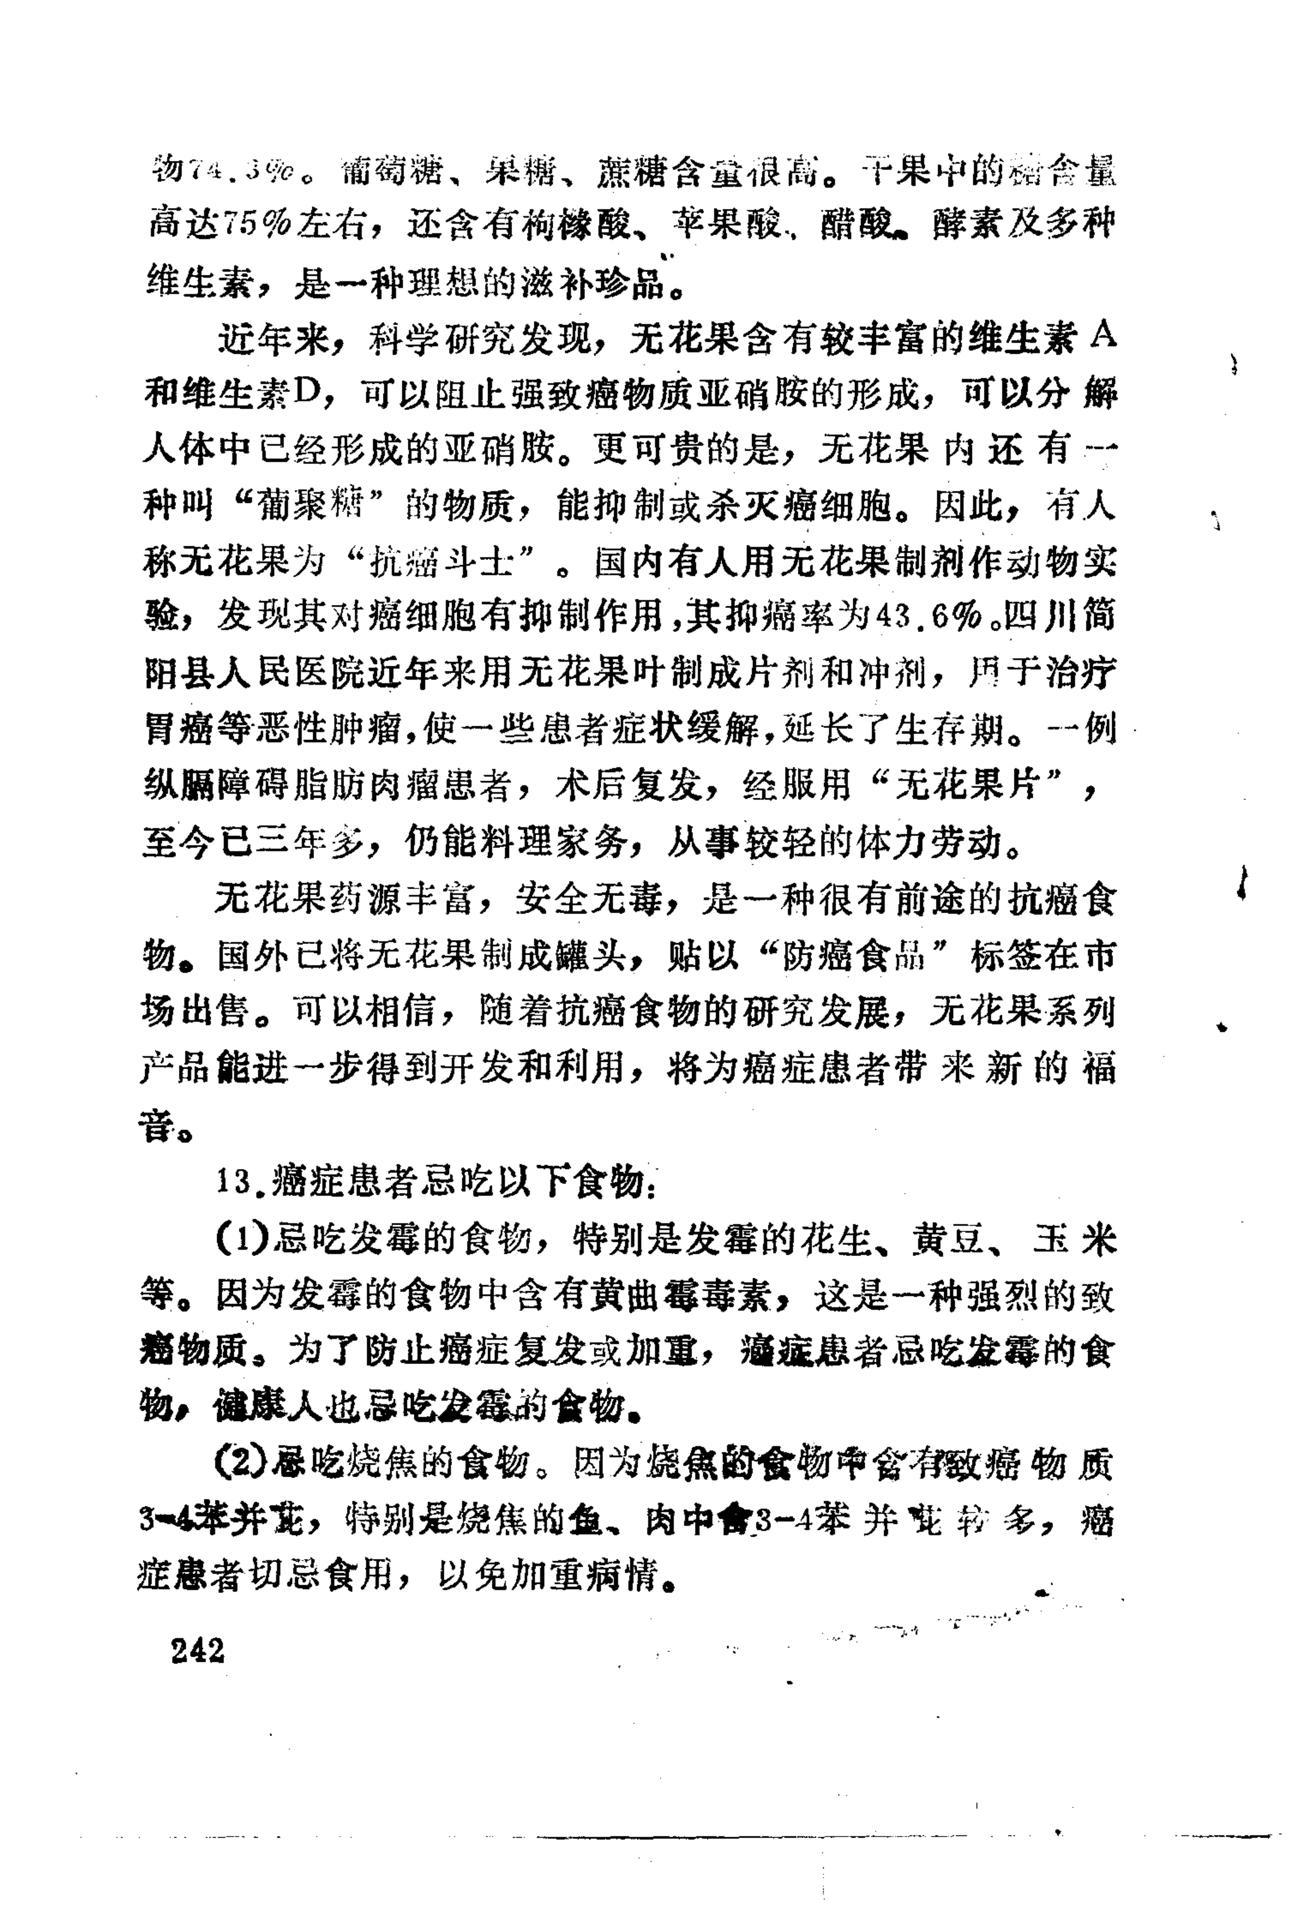 物74.3%。葡萄糖、果糖、蔗糖含量很高。干果中的糖含量
高达75%左右，还含有枸橼酸、苹果酸、醋酸。酵素及多种
维生素，是一种理想的滋补珍品。
近年来，科学研究发现，无花果含有较丰富的维生素A
和维生素D，可以阻止强致癌物质亚硝胺的形成，可以分解
人体中已经形成的亚硝胺。更可贵的是，无花果内还有一
种叫“葡聚糖”的物质，能抑制或杀灭癌细胞。因此，有人
称无花果为“抗癌斗士”。国内有人用无花果制剂作动物实
验，发现其对癌细胞有抑制作用，其抑癌率为43.6%。四川简
阳县人民医院近年来用无花果叶制成片剂和冲剂，用于治疗
胃癌等恶性肿瘤，使一些患者症状缓解，延长了生存期。一例
纵膈障碍脂肪肉瘤患者，术后复发，经服用“无花果片”，
至今已三年多，仍能料理家务，从事较轻的体力劳动。
无花果药源丰富，安全无毒，是一种很有前途的抗癌食
物。国外已将无花果制成罐头，贴以“防癌食品”标签在市
场出售。可以相信，随着抗癌食物的研究发展，无花果系列
产品能进一步得到开发和利用，将为癌症患者带来新的福
音。
13.癌症患者忌吃以下食物：
(1)忌吃发霉的食物，特别是发霉的花生、黄豆、玉米
等。因为发霉的食物中含有黄曲霉毒素，这是一种强烈的致
癌物质。为了防止癌症复发或加重，癌症患者忌吃发霉的食
物，健康人也忌吃发霉的食物。
(2)忌吃烧焦的食物。因为烧焦的食物中含有致癌物质
3-4苯并芘，特别是烧焦的鱼、肉中含3-4苯并芘较多，癌
症患者切忌食用，以免加重病情。
242